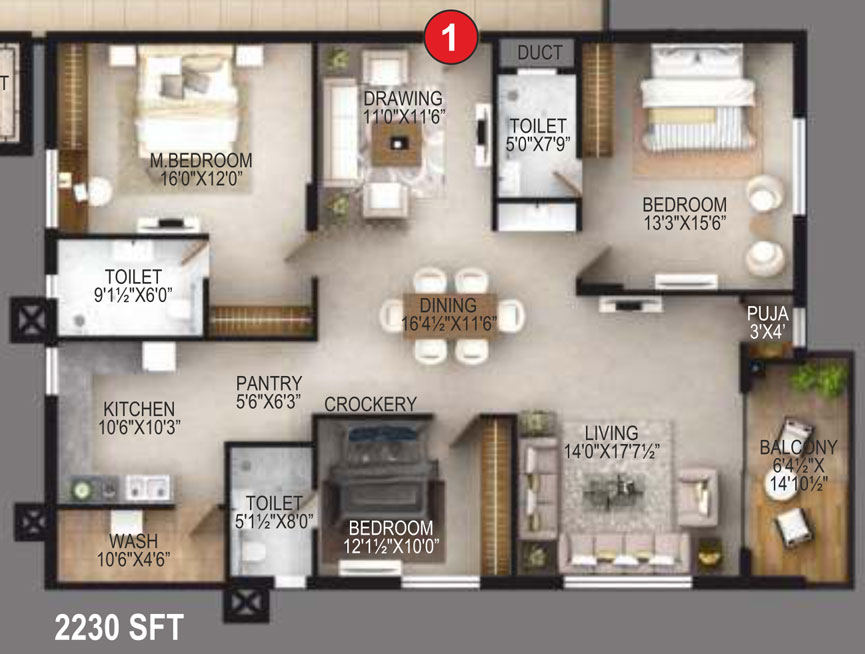 1
DUCT
T
DRAWING
11'0"X11'6"
TOILET
5'0"X7'9"
M.BEDROOM
16'0"X12'0"
BEDROOM
13'3"X15'6"
TOILET
9'1½"X6'0"
DINING
16'4½"X11'6"
PUJA
3'X4'
PANTRY
5'6"X6'3"
CROCKERY
KITCHEN
10'6"X10'3"
LIVING
14'0"X17'7½"
BALCONY
6'4½"X
14'10½"
TOILET
5'1½"X8'0"
BEDROOM
12'1½"X10'0"
WASH
10'6"X4'6"
2230 SFT